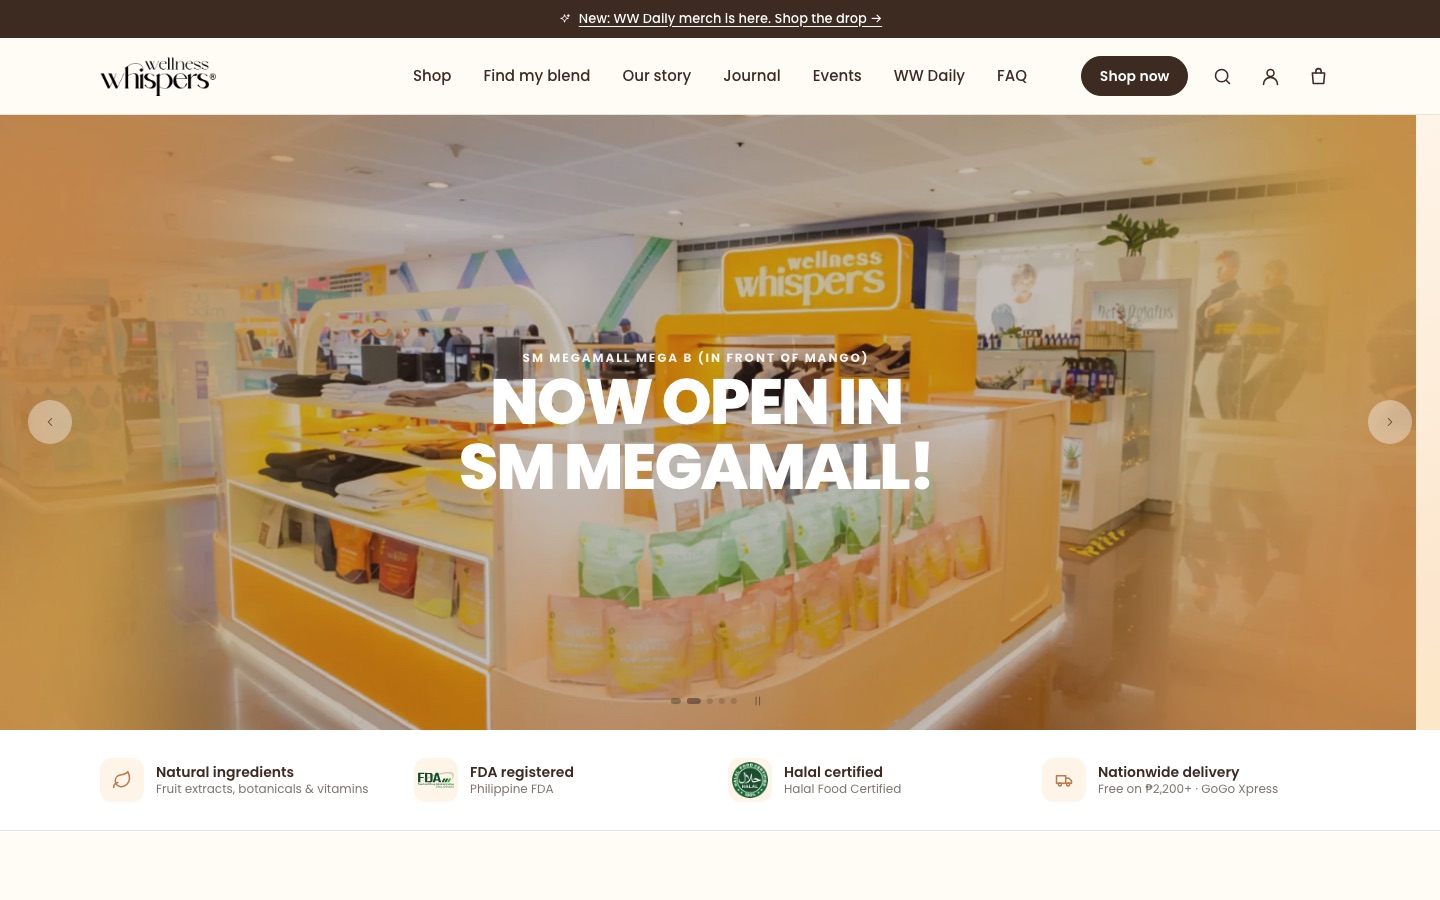 New: WW Daily merch is here. Shop the drop →
wellness
whispers®
Shop
Find my blend
Our story
Journal
Events
WW Daily
FAQ
Shop now
wellness
whispers
SM MEGAMALL MEGA B (IN FRONT OF MANGO)
NOW OPEN IN
SM MEGAMALL!
Natural ingredients
Fruit extracts, botanicals & vitamins
FDA
FDA registered
Philippine FDA
حلال
HALAL
Halal certified
Halal Food Certified
Nationwide delivery
Free on ₱2,200+ · GoGo Xpress